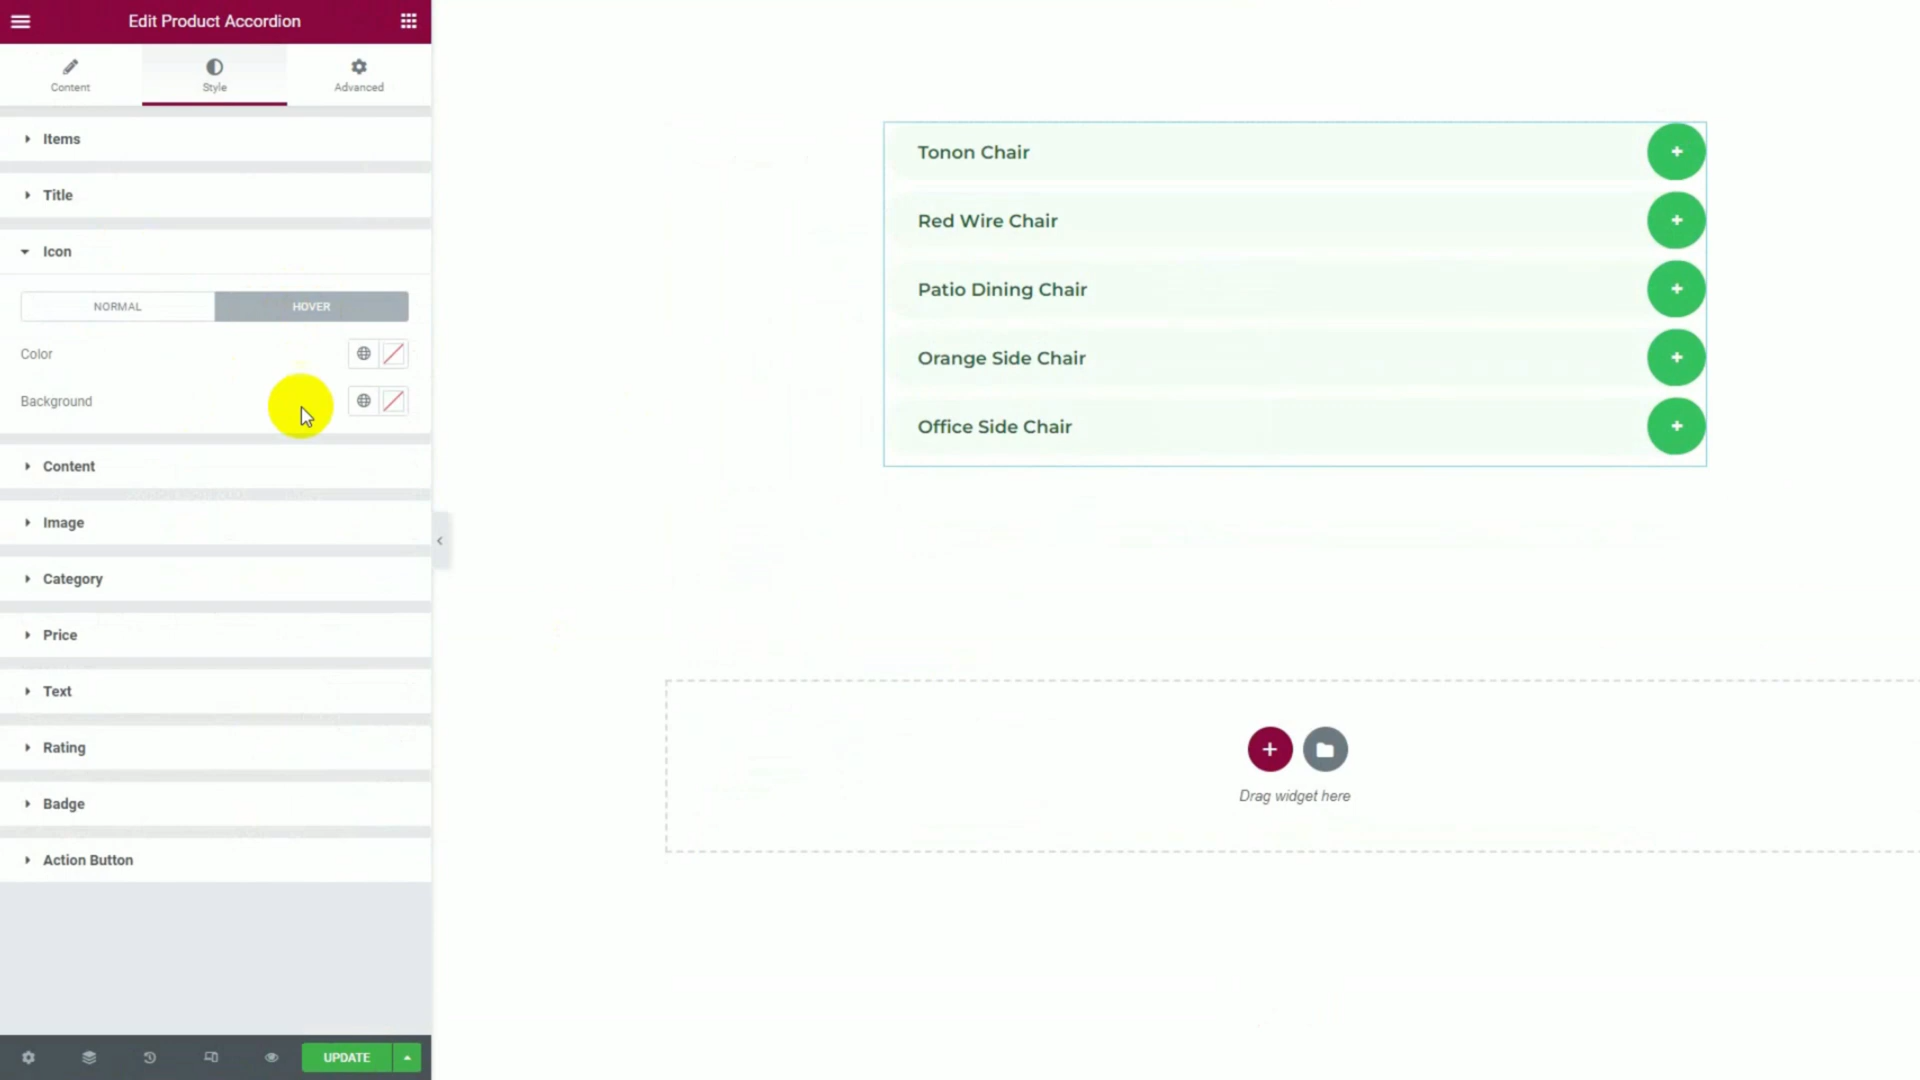 Edit Product Accordion
Content
Style
Advanced
Items
Title
Icon
NORMAL
HOVER
Color
Background
Content
Image
Category
Price
Text
Rating
Badge
Action Button
UPDATE
Tonon Chair
Red Wire Chair
Patio Dining Chair
Orange Side Chair
Office Side Chair
Drag widget here